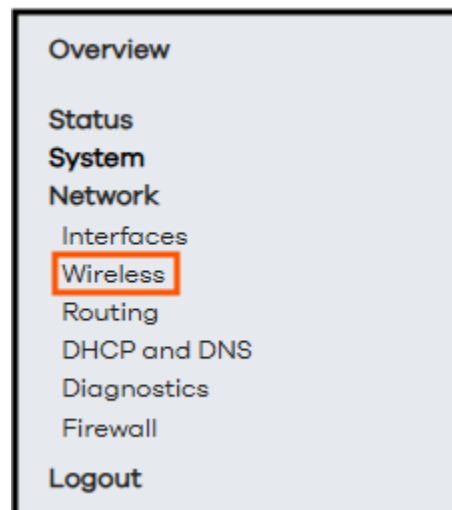 Overview
Status
System
Network
Interfaces
Wireless
Routing
DHCP and DNS
Diagnostics
Firewall
Logout